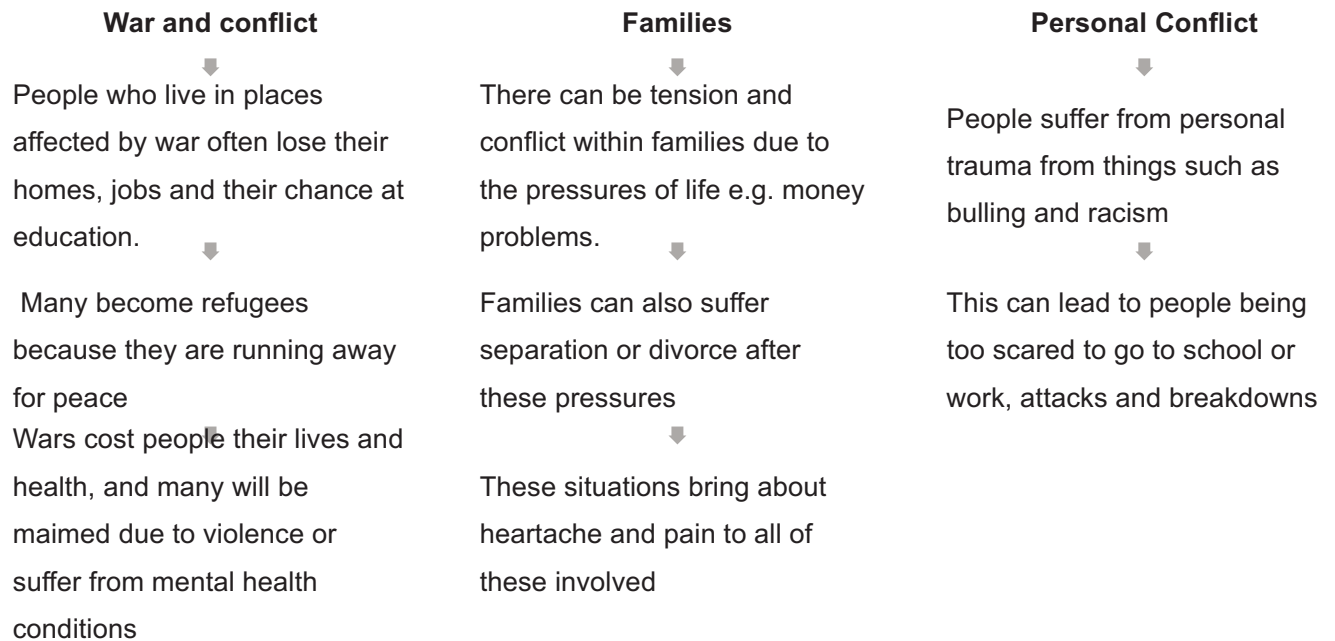 War and conflict
People who live in places
affected by war often lose their
homes, jobs and their chance at
education.
Many become refugees
because they are running away
for peace
Wars cost people their lives and
health, and many will be
maimed due to violence or
suffer from mental health
conditions
Families
There can be tension and
conflict within families due to
the pressures of life e.g. money
problems.
Families can also suffer
separation or divorce after
these pressures
These situations bring about
heartache and pain to all of
these involved
Personal Conflict
People suffer from personal
trauma from things such as
bulling and racism
This can lead to people being
too scared to go to school or
work, attacks and breakdowns